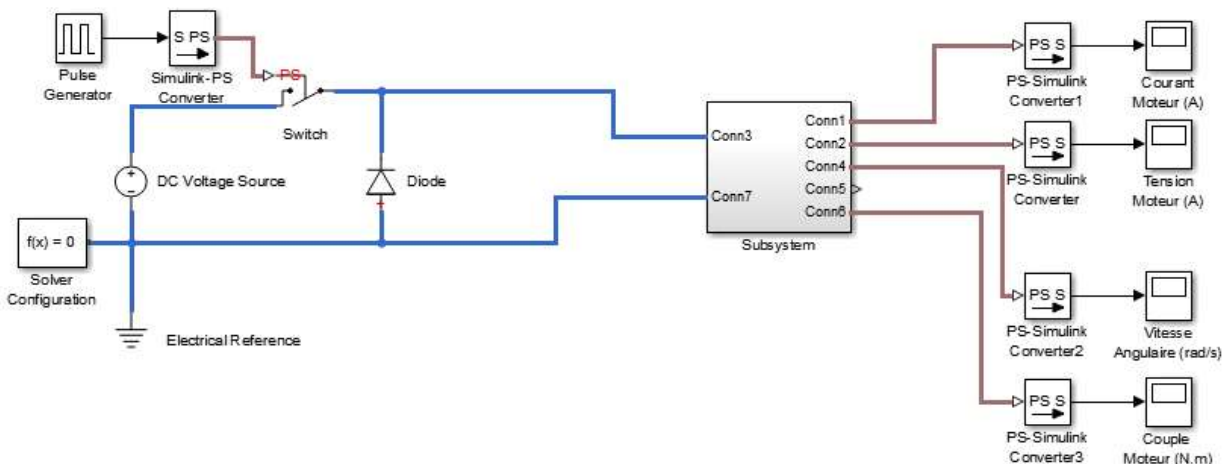 S PS
Pulse
Generator
Simulink-PS
Converter
PS
Switch
DC Voltage Source
Diode
f(x) = 0
Solver
Configuration
Electrical Reference
Conn3
Conn7
Conn1
Conn2
Conn4
Conn5
Conn6
Subsystem
PS S
PS-Simulink
Converter1
Courant
Moteur (A)
PS S
PS-Simulink
Converter
Tension
Moteur (A)
PS S
PS-Simulink
Converter2
Vitesse
Angulaire (rad/s)
PS S
PS-Simulink
Converter3
Couple
Moteur (N.m)